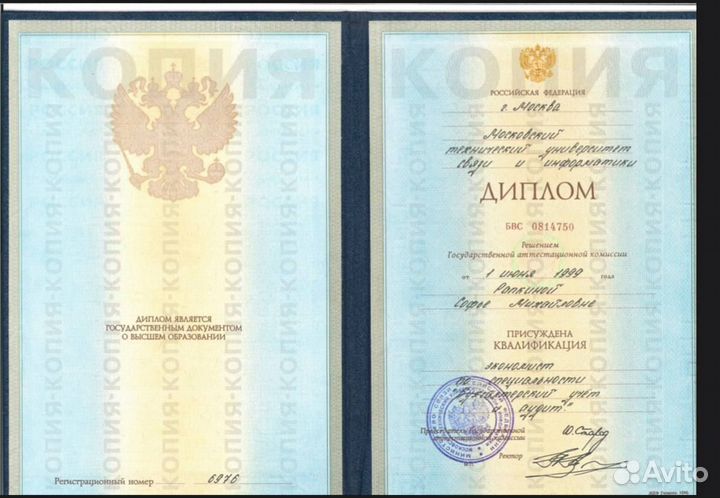 КОПИЯ
ДИПЛОМ ЯВЛЯЕТСЯ
ГОСУДАРСТВЕННЫМ ДОКУМЕНТОМ
О ВЫСШЕМ ОБРАЗОВАНИИ
Регистрационный номер 6976
КОПИЯ
РОССИЙСКАЯ ФЕДЕРАЦИЯ
г. Москва
Московский
технический университет
связи и информатики
ДИПЛОМ
БВС 0814750
Решением
Государственной аттестационной комиссии
от 1 июня 1999 года
Рапкиной
Софье Михайловне
ПРИСУЖДЕНА
КВАЛИФИКАЦИЯ
экономист
по специальности
"Бухгалтерский учет
и аудит"
Председатель Государственной
аттестационной комиссии
Ректор
Avito